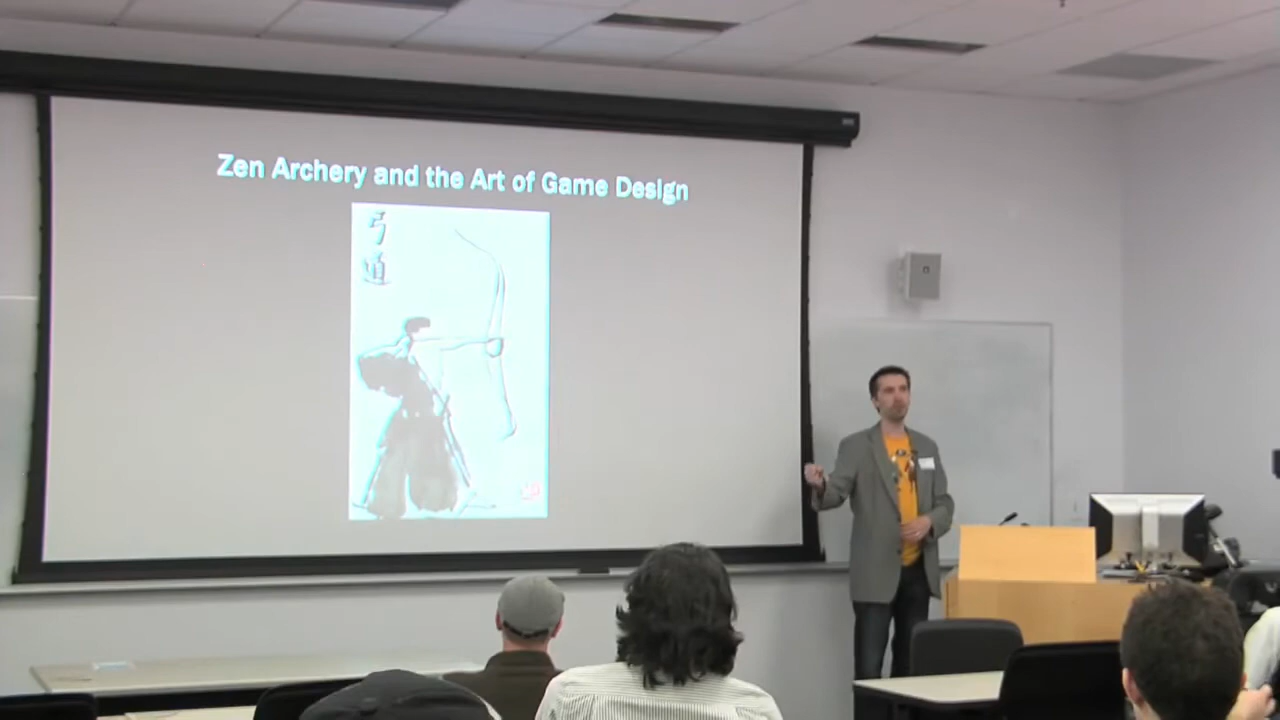 Zen Archery and the Art of Game Design
弓
道